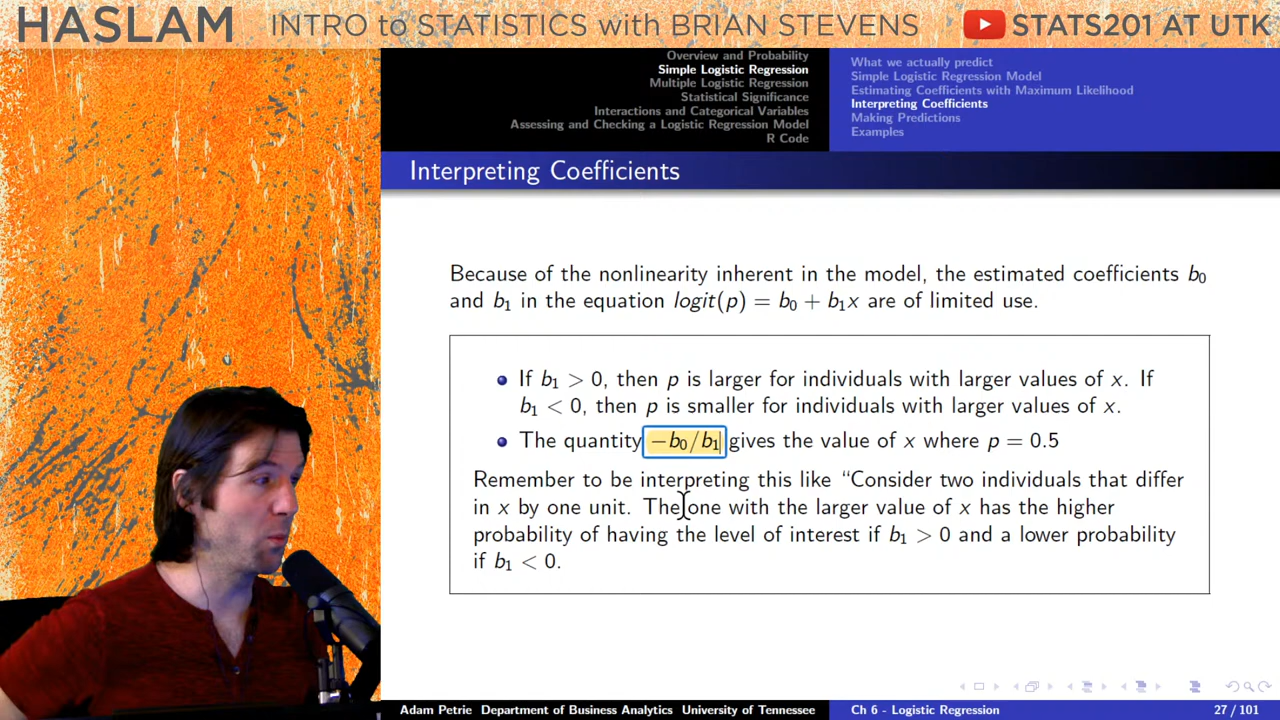 HASLAM INTRO to STATISTICS with BRIAN STEVENS STATS201 AT UTK
Overview and Probability
Simple Logistic Regression
Multiple Logistic Regression
Statistical Significance
Interactions and Categorical Variables
Assessing and Checking a Logistic Regression Model
R Code
What we actually predict
Simple Logistic Regression Model
Estimating Coefficients with Maximum Likelihood
Interpreting Coefficients
Making Predictions
Examples
Interpreting Coefficients
Because of the nonlinearity inherent in the model, the estimated coefficients b₀
and b₁ in the equation logit(p) = b₀ + b₁x are of limited use.
If b₁ > 0, then p is larger for individuals with larger values of x. If
b₁ < 0, then p is smaller for individuals with larger values of x.
The quantity −b₀/b₁ gives the value of x where p = 0.5
Remember to be interpreting this like “Consider two individuals that differ
in x by one unit. The one with the larger value of x has the higher
probability of having the level of interest if b₁ > 0 and a lower probability
if b₁ < 0.
Adam Petrie Department of Business Analytics University of Tennessee Ch 6 - Logistic Regression 27 / 101